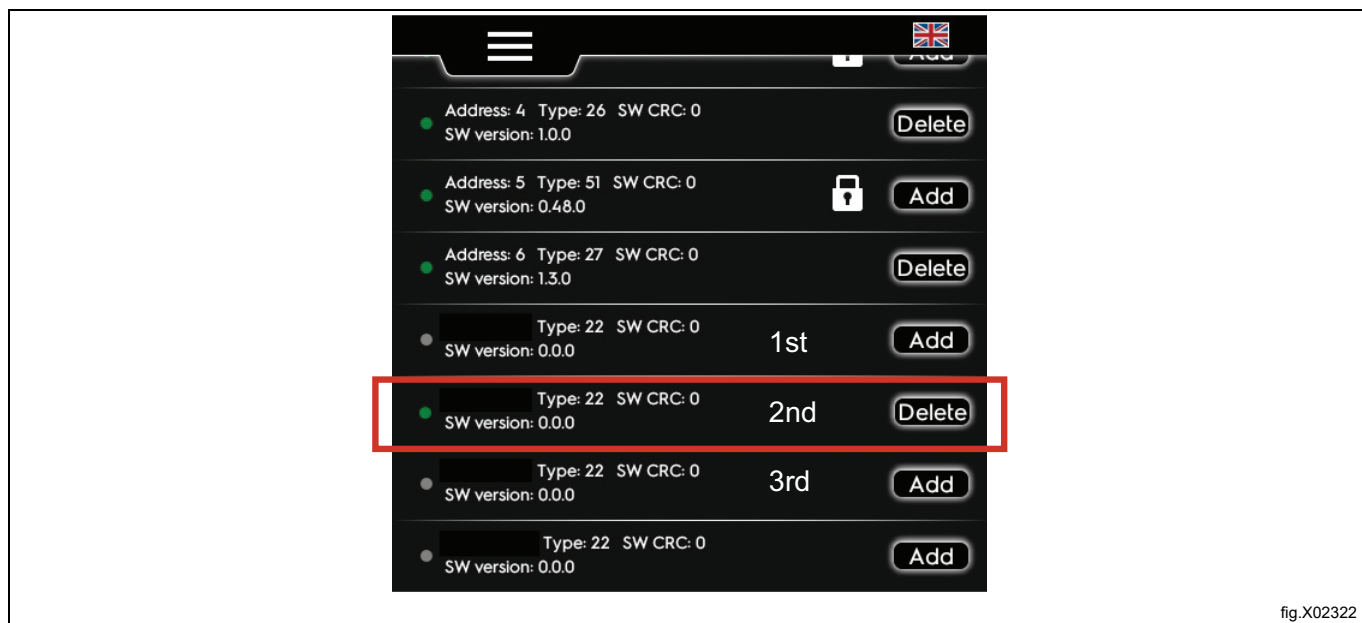 Address: 4 Type: 26 SW CRC: 0
SW version: 1.0.0
Delete
Address: 5 Type: 51 SW CRC: 0
SW version: 0.48.0
Add
Address: 6 Type: 27 SW CRC: 0
SW version: 1.3.0
Delete
Type: 22 SW CRC: 0
SW version: 0.0.0
1st
Add
Type: 22 SW CRC: 0
SW version: 0.0.0
2nd
Delete
Type: 22 SW CRC: 0
SW version: 0.0.0
3rd
Add
Type: 22 SW CRC: 0
SW version: 0.0.0
Add
fig.X02322